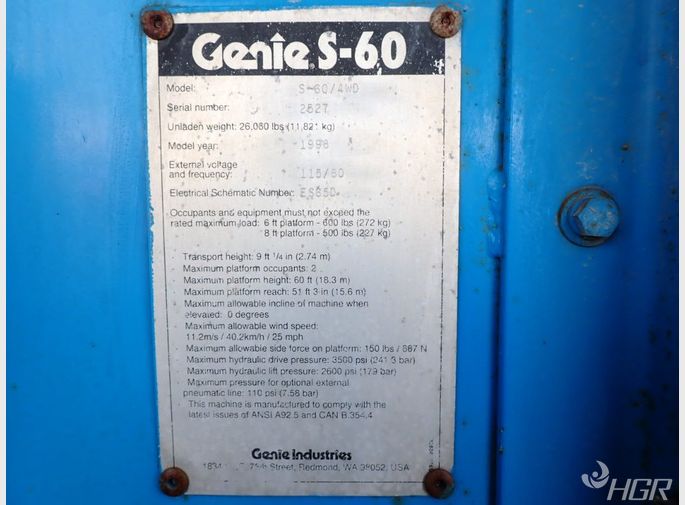 Genie S-60
Model: S-60/4WD
Serial number: 2527
Unladen weight: 26,060 lbs (11,821 kg)
Model year: 1998
External voltage
and frequency: 115/60
Electrical Schematic Number:
Occupants and equipment must not exceed the
rated maximum load: 6 ft platform - 600 lbs (272 kg)
8 ft platform - 500 lbs (227 kg)
Transport height: 9 ft 1/4 in (2.74 m)
Maximum platform occupants: 2
Maximum platform height: 60 ft (18.3 m)
Maximum platform reach: 51 ft 3 in (15.6 m)
Maximum allowable incline of machine when
elevated: 0 degrees
Maximum allowable wind speed:
11.2m/s / 40.2km/h / 25 mph
Maximum allowable side force on platform: 150 lbs / 667 N
Maximum hydraulic drive pressure: 3500 psi (241.3 bar)
Maximum hydraulic lift pressure: 2600 psi (179 bar)
Maximum pressure for optional external
pneumatic line: 110 psi (7.58 bar)
This machine is manufactured to comply with the
latest issues of ANSI A92.5 and CAN B.354.4
Genie Industries
Street, Redmond, WA 98052, USA
HGR